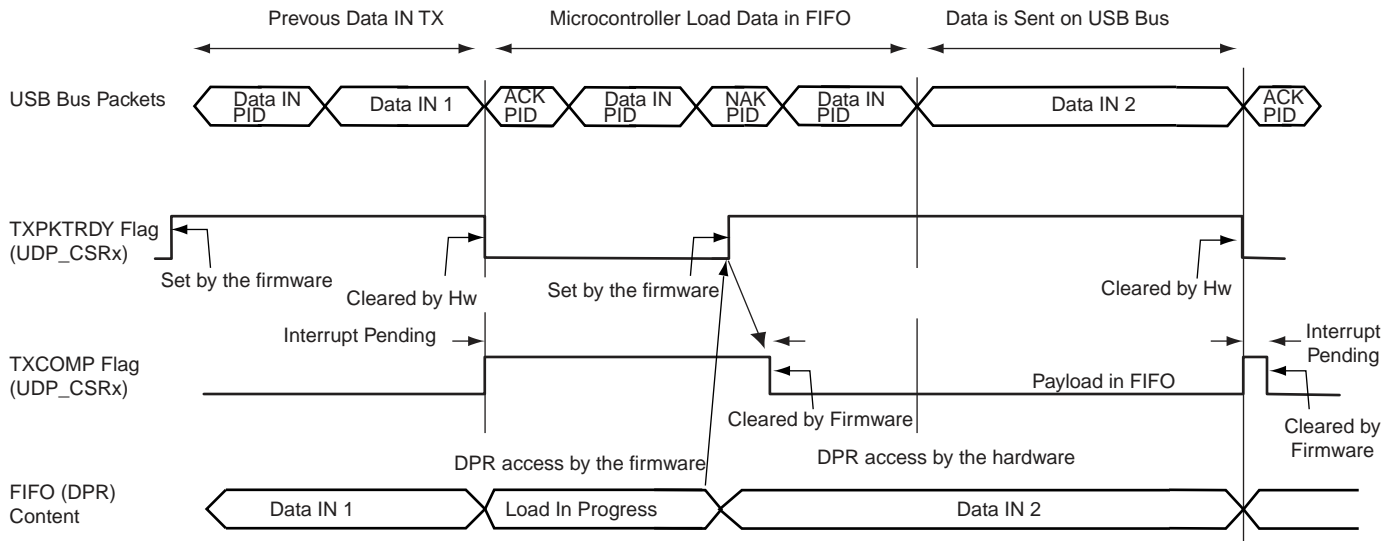 Prevous Data IN TX
Microcontroller Load Data in FIFO
Data is Sent on USB Bus
USB Bus Packets
Data IN
PID
Data IN 1
ACK
PID
Data IN
PID
NAK
PID
Data IN
PID
Data IN 2
ACK
PID
TXPKTRDY Flag
(UDP_CSRx)
Set by the firmware
Cleared by Hw
Set by the firmware
Cleared by Hw
Interrupt Pending
Interrupt
Pending
TXCOMP Flag
(UDP_CSRx)
Payload in FIFO
Cleared by Firmware
Cleared by
Firmware
DPR access by the firmware
DPR access by the hardware
FIFO (DPR)
Content
Data IN 1
Load In Progress
Data IN 2